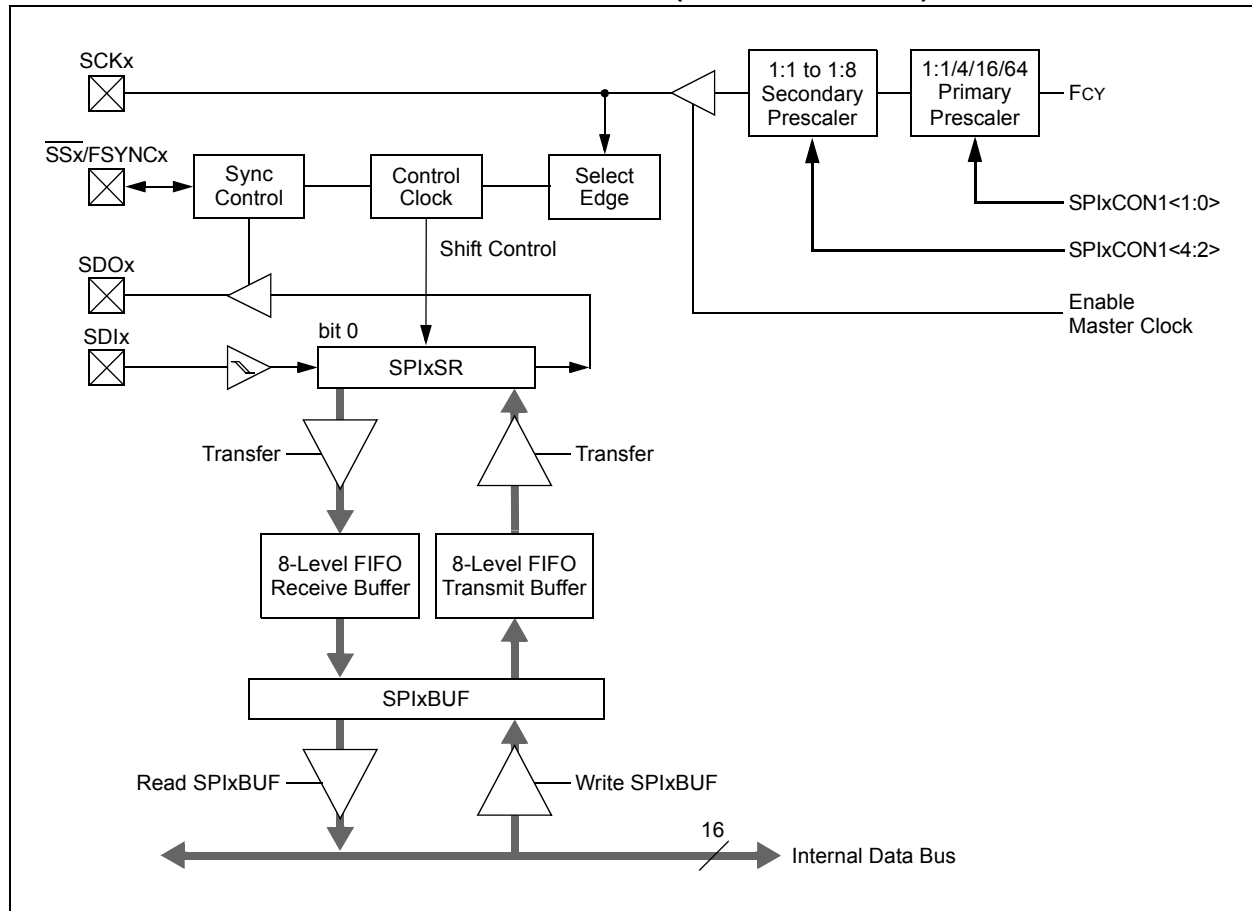 SCKx
1:1 to 1:8
Secondary
Prescaler
1:1/4/16/64
Primary
Prescaler
FCY
SSx/FSYNCx
Sync
Control
Control
Clock
Select
Edge
SPIxCON1<1:0>
Shift Control
SPIxCON1<4:2>
SDOx
Enable
Master Clock
SDIx
bit 0
SPIxSR
Transfer
Transfer
8-Level FIFO
Receive Buffer
8-Level FIFO
Transmit Buffer
SPIxBUF
Read SPIxBUF
Write SPIxBUF
16
Internal Data Bus